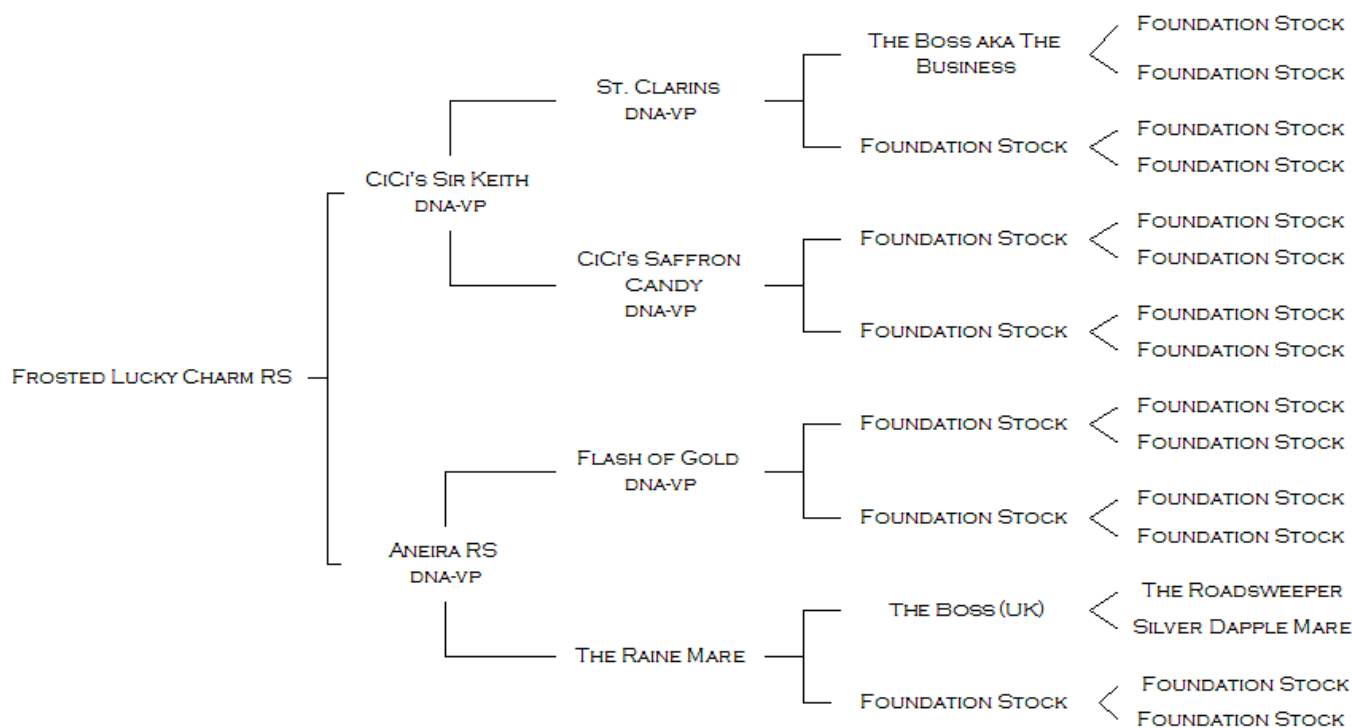 Frosted Lucky Charm RS
CiCi's Sir Keith
DNA-VP
Aneira RS
DNA-VP
St. Clarins
DNA-VP
CiCi's Saffron
Candy
DNA-VP
Flash of Gold
DNA-VP
The Raine Mare
The Boss aka The
Business
Foundation Stock
Foundation Stock
Foundation Stock
Foundation Stock
Foundation Stock
The Boss (UK)
Foundation Stock
Foundation Stock
Foundation Stock
Foundation Stock
Foundation Stock
Foundation Stock
Foundation Stock
Foundation Stock
Foundation Stock
Foundation Stock
Foundation Stock
Foundation Stock
Foundation Stock
The Roadsweeper
Silver Dapple Mare
Foundation Stock
Foundation Stock